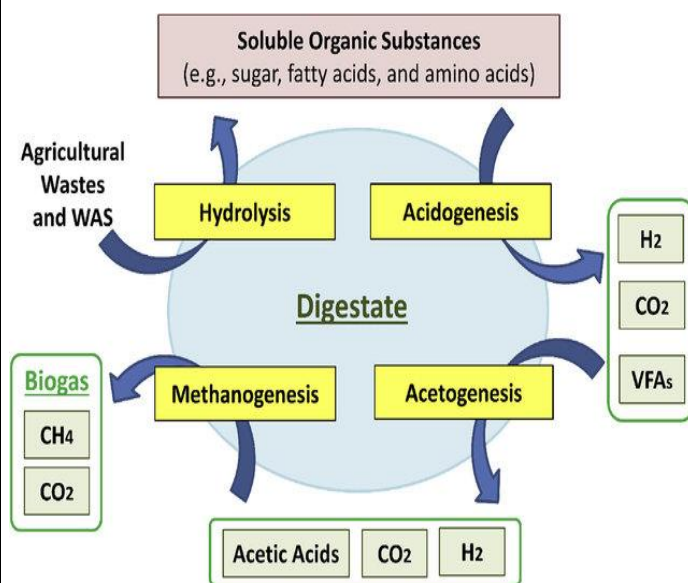 Soluble Organic Substances
(e.g., sugar, fatty acids, and amino acids)
Agricultural
Wastes
and WAS
Hydrolysis
Acidogenesis
H2
CO2
VFAs
Digestate
Biogas
CH4
CO2
Methanogenesis
Acetogenesis
Acetic Acids
CO2
H2